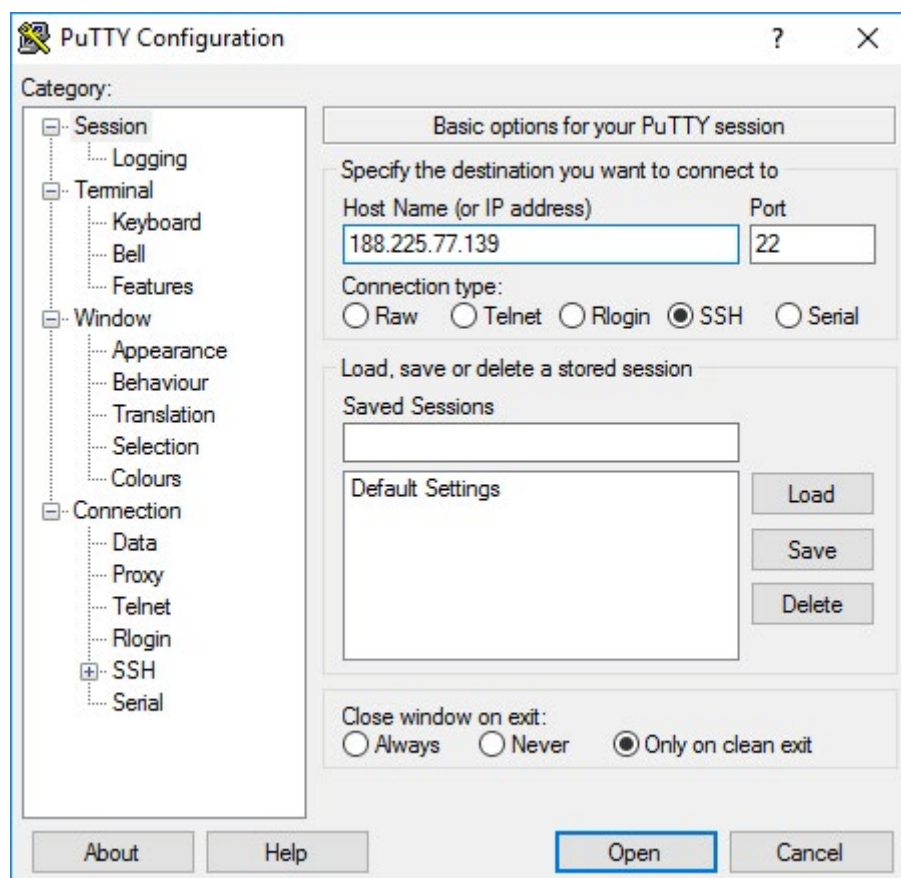 PuTTY Configuration
?
Category:
Session
Logging
Terminal
Keyboard
Bell
Features
Window
Appearance
Behaviour
Translation
Selection
Colours
Connection
Data
Proxy
Telnet
Rlogin
SSH
Serial
Basic options for your PuTTY session
Specify the destination you want to connect to
Host Name (or IP address) Port
188.225.77.139 22
Connection type:
Raw Telnet Rlogin SSH Serial
Load, save or delete a stored session
Saved Sessions
Default Settings
Load
Save
Delete
Close window on exit:
Always Never Only on clean exit
About Help Open Cancel